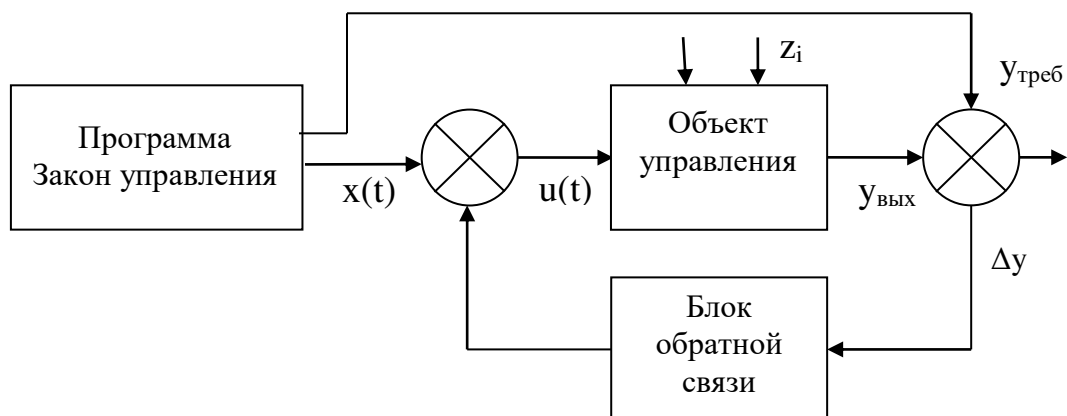 zi
yтреб
Программа
Закон управления
Объект
управления
x(t)
u(t)
yвых
Δy
Блок
обратной
связи